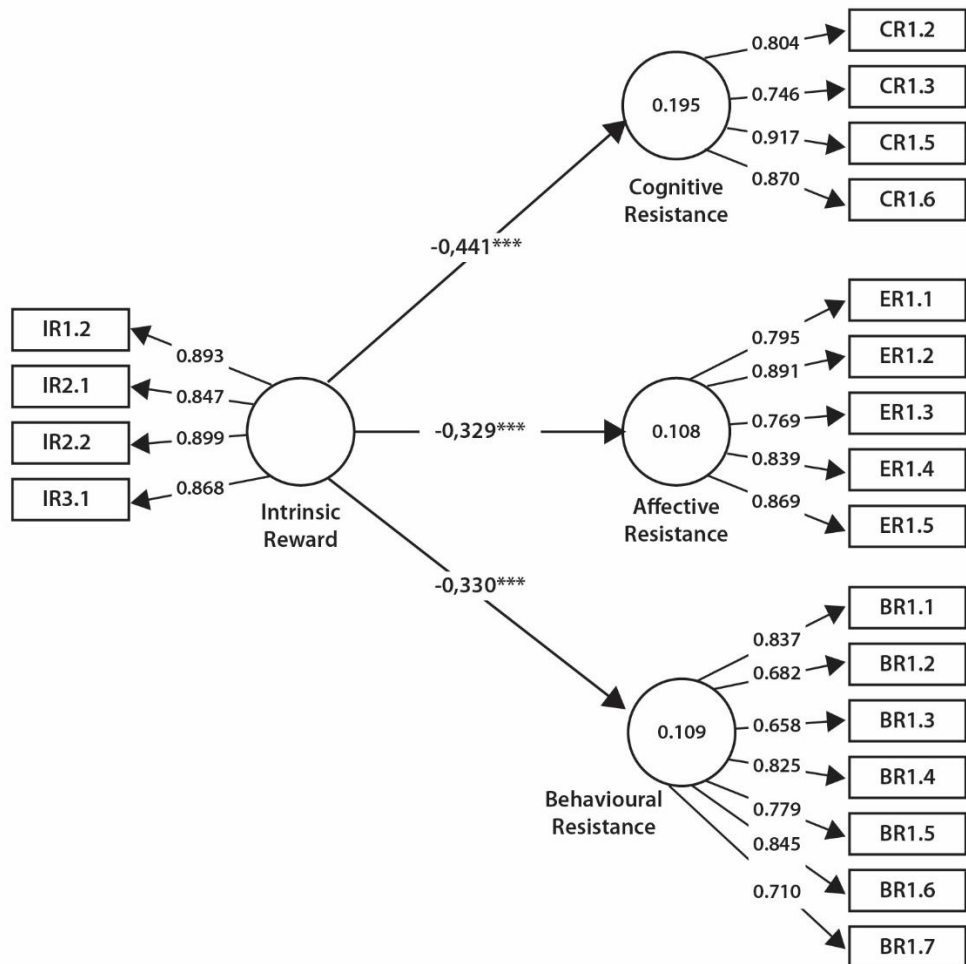 IR1.2
IR2.1
IR2.2
IR3.1
0.893
0.847
0.899
0.868
Intrinsic
Reward
-0,441***
-0,329***
-0,330***
0.195
Cognitive
Resistance
0.804
0.746
0.917
0.870
CR1.2
CR1.3
CR1.5
CR1.6
0.108
Affective
Resistance
0.795
0.891
0.769
0.839
0.869
ER1.1
ER1.2
ER1.3
ER1.4
ER1.5
0.109
Behavioural
Resistance
0.837
0.682
0.658
0.825
0.779
0.845
0.710
BR1.1
BR1.2
BR1.3
BR1.4
BR1.5
BR1.6
BR1.7